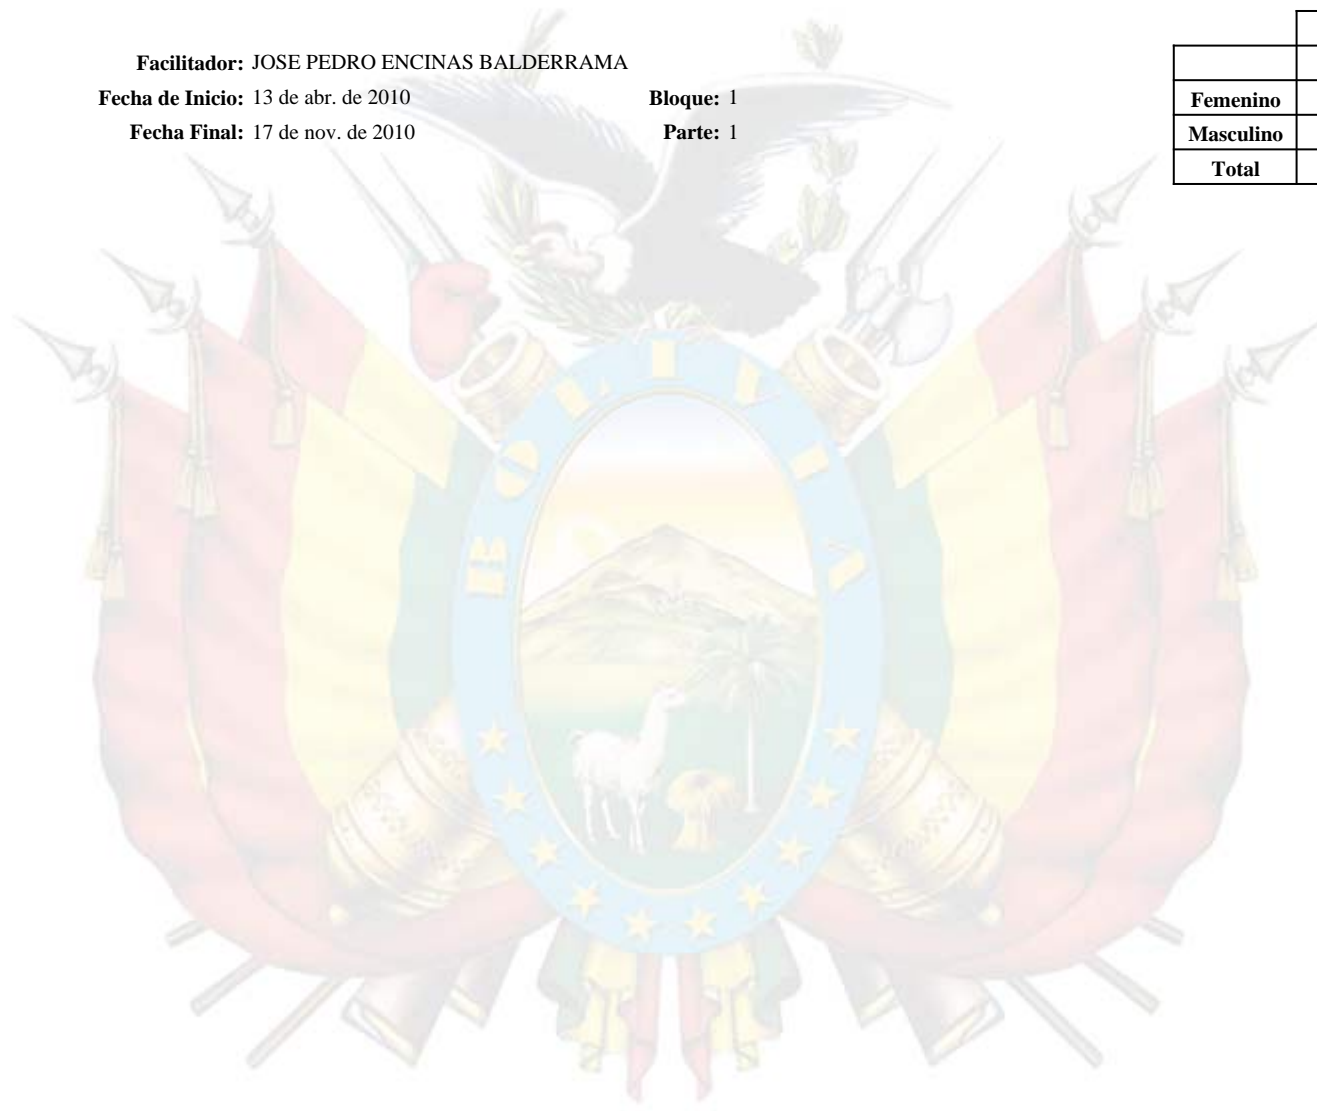 Facilitador: JOSE PEDRO ENCINAS BALDERRAMA
Fecha de Inicio: 13 de abr. de 2010 Bloque: 1
Fecha Final: 17 de nov. de 2010 Parte: 1
Femenino
Masculino
Total
BOLIVIA